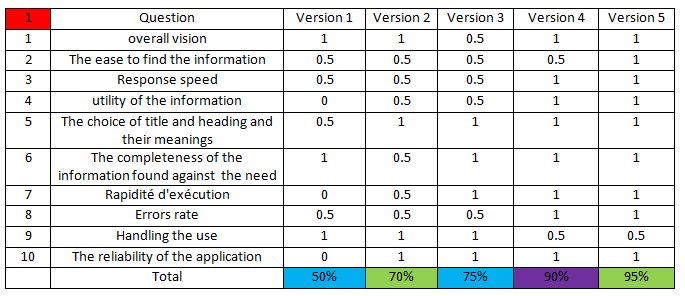 1 Question Version 1 Version 2 Version 3 Version 4 Version 5
1 overall vision 1 1 0.5 1 1
2 The ease to find the information 0.5 0.5 0.5 0.5 1
3 Response speed 0.5 0.5 0.5 1 1
4 utility of the information 0 0.5 0.5 1 1
5 The choice of title and heading and 0.5 1 1 1 1
their meanings
6 The completeness of the 1 0.5 1 1 1
information found against the need
7 Rapidité d'exécution 0 0.5 1 1 1
8 Errors rate 0.5 0.5 0.5 1 1
9 Handling the use 1 1 1 0.5 0.5
10 The reliability of the application 0 1 1 1 1
Total 50% 70% 75% 90% 95%